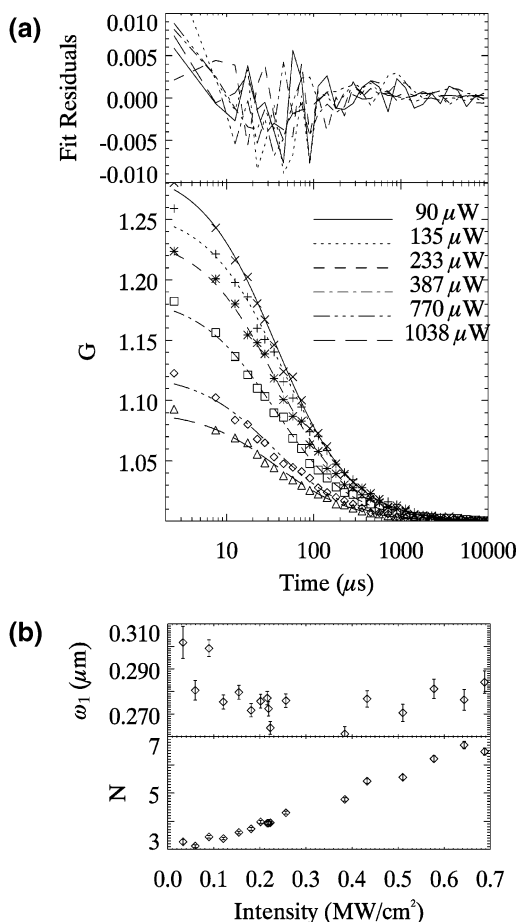 (a)
Fit Residuals
0.010
0.005
0.000
-0.005
-0.010
G
1.25
1.20
1.15
1.10
1.05
90 μW
135 μW
233 μW
387 μW
770 μW
1038 μW
10 100 1000 10000
Time (μs)
(b)
ω₁ (μm)
0.310
0.290
0.270
N
7
5
3
0.0 0.1 0.2 0.3 0.4 0.5 0.6 0.7
Intensity (MW/cm²)